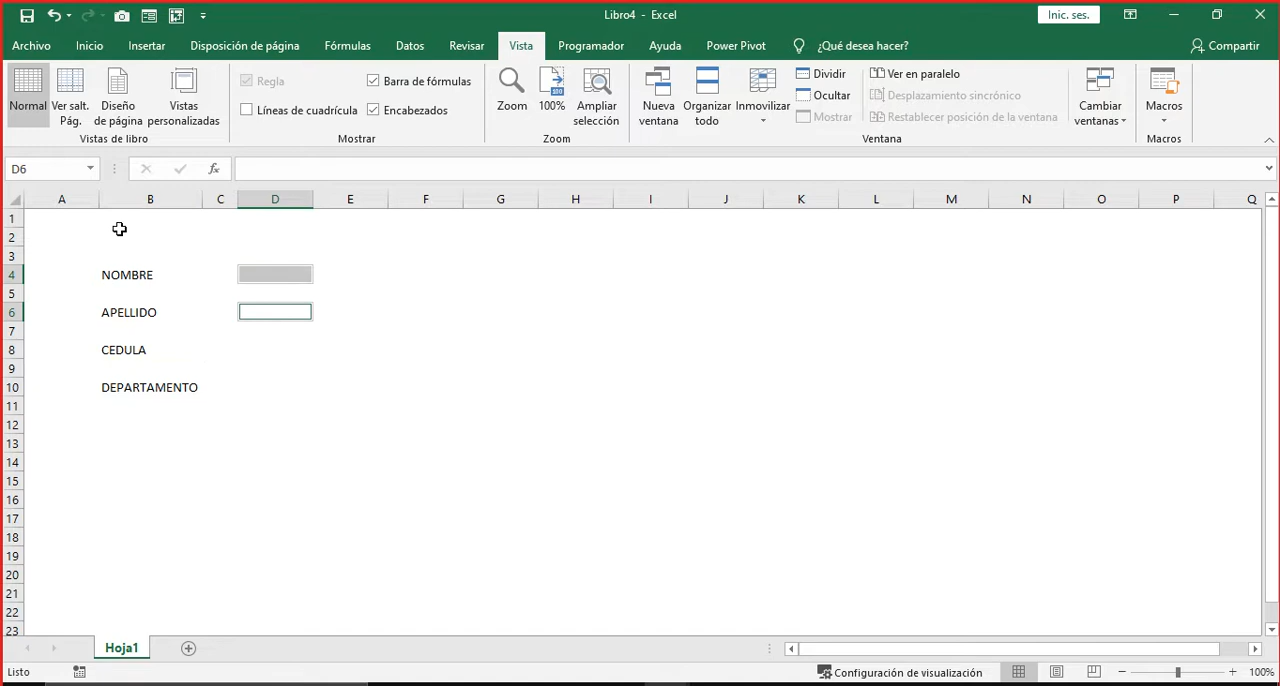 Libro4 - Excel
Inic. ses.
Archivo Inicio Insertar Disposición de página Fórmulas Datos Revisar Vista Programador Ayuda Power Pivot ¿Qué desea hacer? Compartir
Normal
Ver salt. Pág.
Diseño de página
Vistas personalizadas
Vistas de libro
Regla
Barra de fórmulas
Líneas de cuadrícula
Encabezados
Mostrar
Zoom
100
100%
Ampliar selección
Zoom
Nueva ventana
Organizar todo
Inmovilizar
Dividir
Ocultar
Mostrar
Ver en paralelo
Desplazamiento sincrónico
Restablecer posición de la ventana
Ventana
Cambiar ventanas
Macros
Macros
D6
fx
A B C D E F G H I J K L M N O P Q
1
2
3
4 NOMBRE
5
6 APELLIDO
7
8 CEDULA
9
10 DEPARTAMENTO
11
12
13
14
15
16
17
18
19
20
21
22
23
Hoja1
Listo
Configuración de visualización
100%